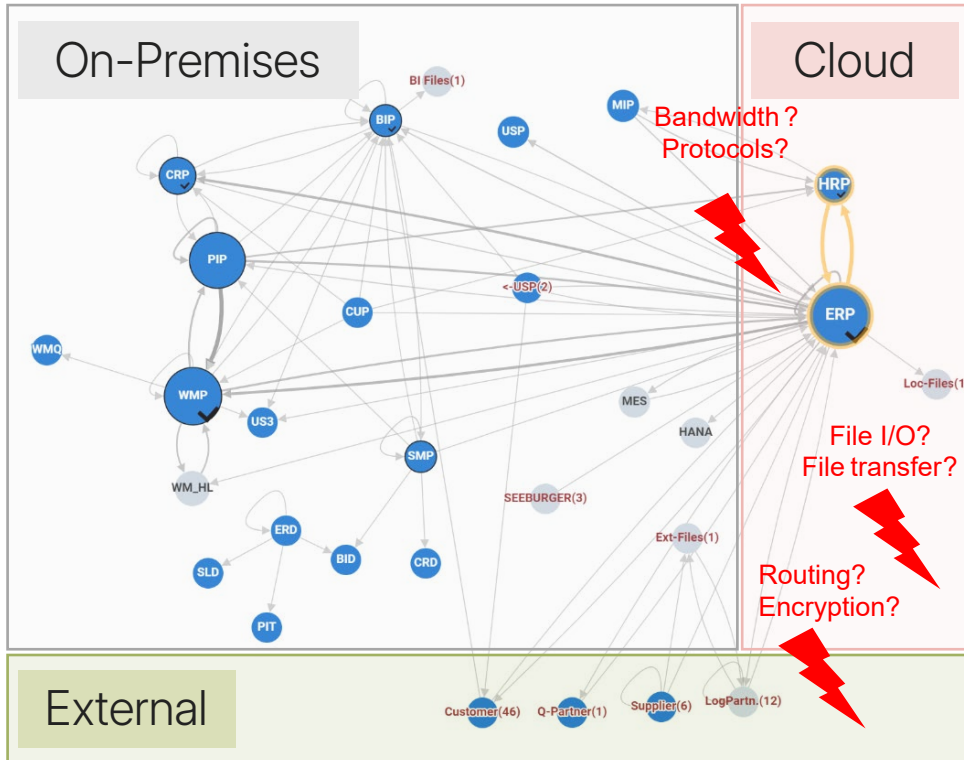 On-Premises
Cloud
BI Files(1)
MIP
BIP
USP
Bandwidth ?
Protocols?
CRP
HRP
PIP
<-USP(2)
CUP
ERP
WMQ
WMP
MES
Loc-Files(1
US3
HANA
File I/O?
File transfer?
SMP
WM_HL
SEEBURGER(3)
ERD
Ext-Files(1)
BID
CRD
SLD
Routing?
Encryption?
PIT
External
Customer(46)
Q-Partner(1)
Supplier(6)
LogPartn.(12)